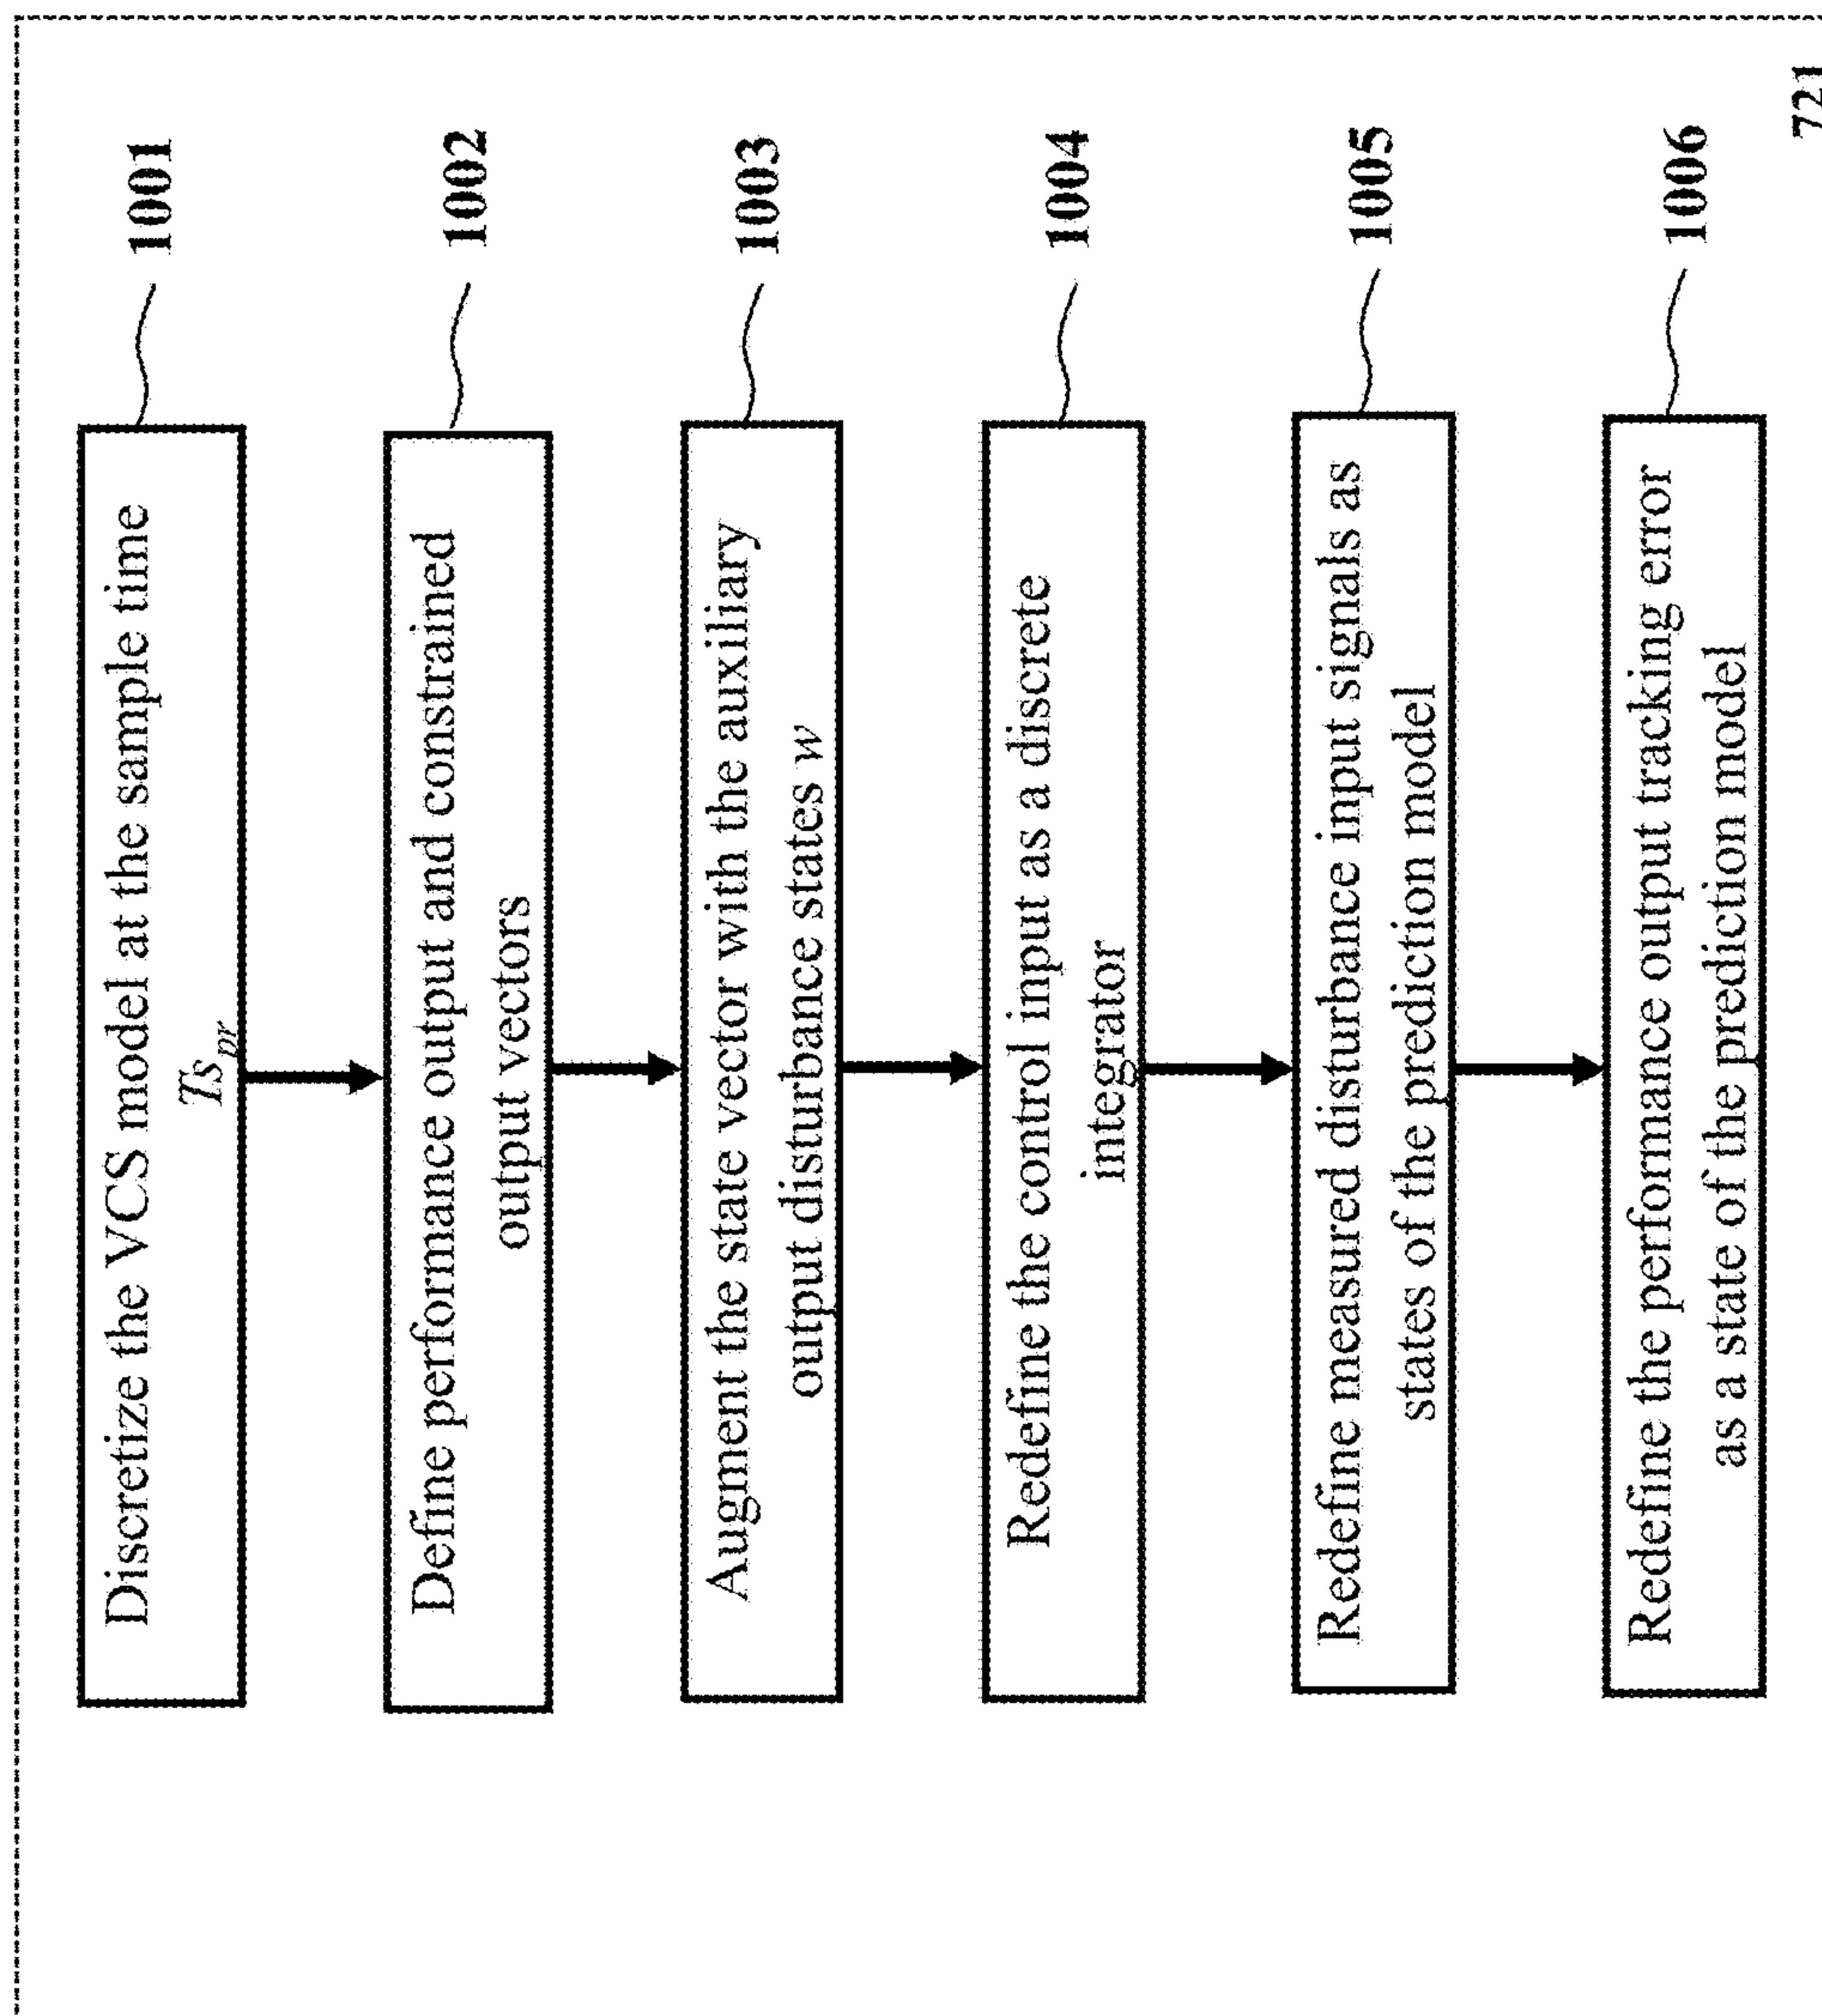 Discretize the VCS model at the sample time
Ts_pr
1001
Define performance output and constrained
output vectors
1002
Augment the state vector with the auxiliary
output disturbance states w
1003
Redefine the control input as a discrete
integrator
1004
Redefine measured disturbance input signals as
states of the prediction model
1005
Redefine the performance output tracking error
as a state of the prediction model
1006
721